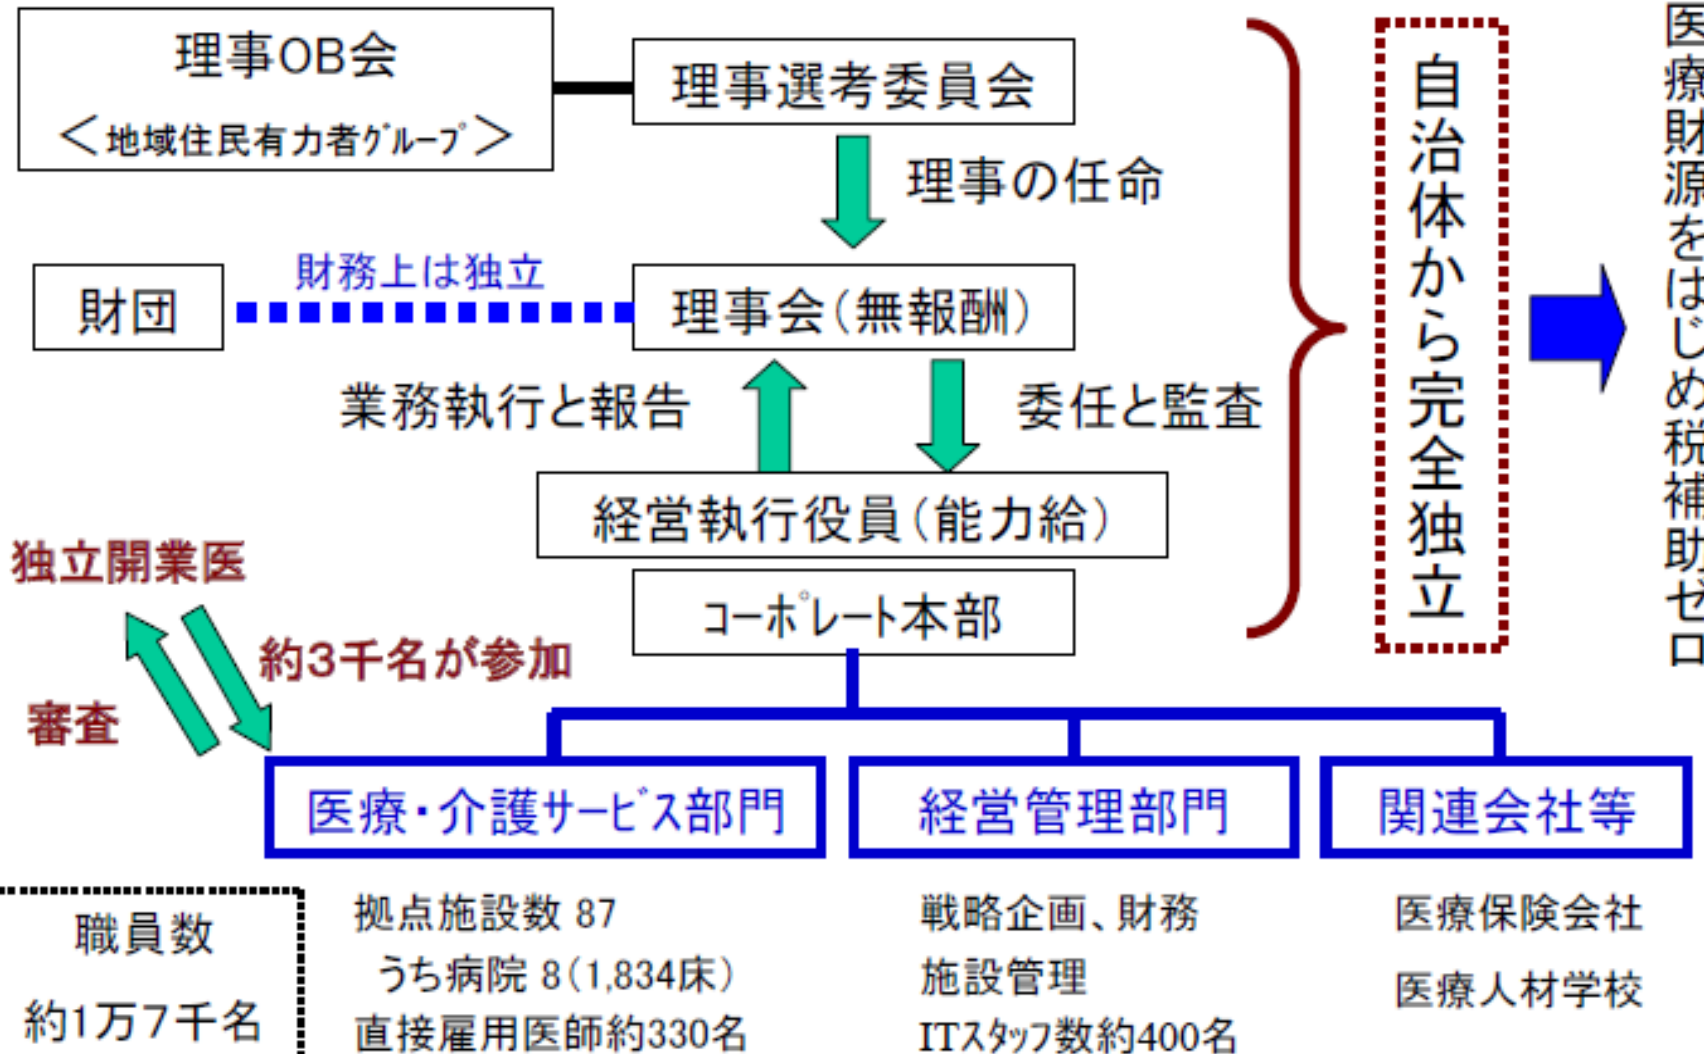 理事OB会
＜地域住民有力者グループ＞
理事選考委員会
理事の任命
財団
財務上は独立
理事会（無報酬）
業務執行と報告
委任と監査
経営執行役員（能力給）
コーポレート本部
自治体から完全独立
医療財源をはじめ税補助ゼロ
独立開業医
約3千名が参加
審査
医療・介護サービス部門
経営管理部門
関連会社等
職員数
約1万7千名
拠点施設数 87
うち病院 8（1,834床）
直接雇用医師約330名
戦略企画、財務
施設管理
ITスタッフ数約400名
医療保険会社
医療人材学校